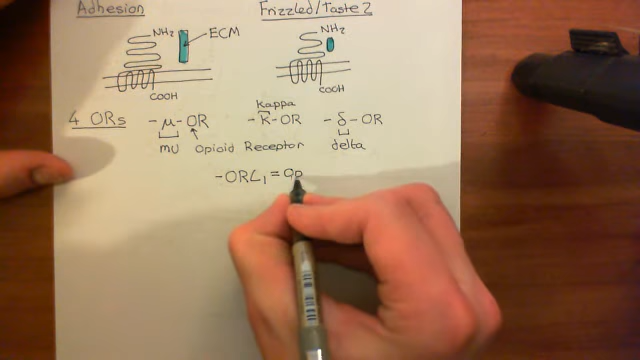 Adhesion Frizzled/Taste 2
NH₂ ECM NH₂
COOH COOH
Kappa
4 ORs -μ-OR -K-OR -δ-OR
mu Opioid Receptor delta
-ORL₁ = Op